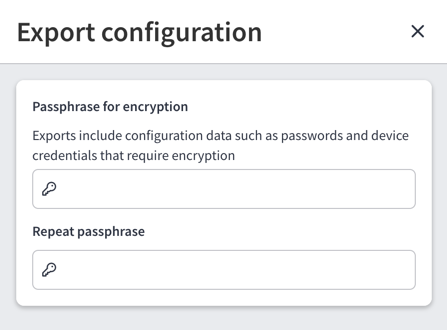 Export configuration
Passphrase for encryption
Exports include configuration data such as passwords and device
credentials that require encryption
Repeat passphrase